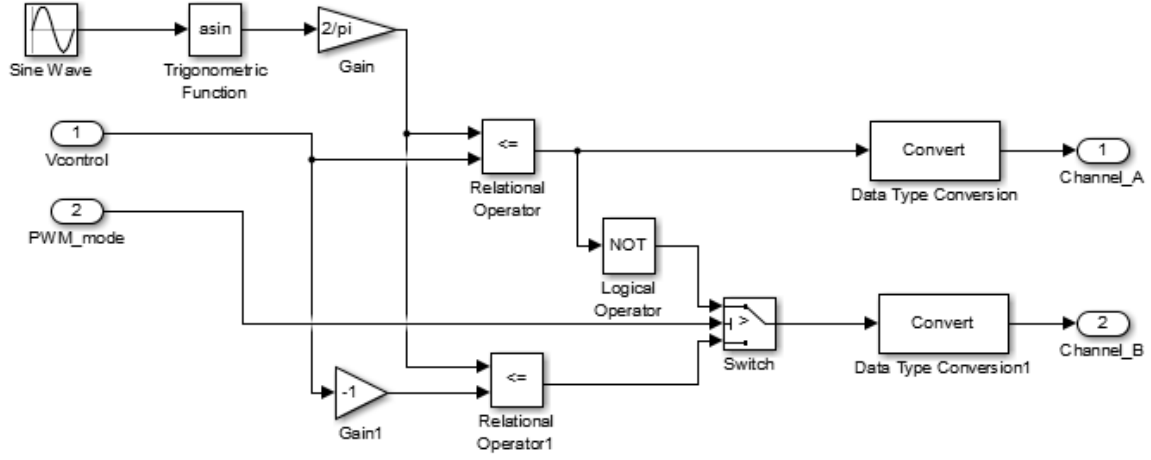 asin
2/pi
Sine Wave
Trigonometric
Function
Gain
1
Vcontrol
<=
Relational
Operator
Convert
Data Type Conversion
1
Channel_A
2
PWM_mode
NOT
Logical
Operator
>
Switch
Convert
Data Type Conversion1
2
Channel_B
-1
Gain1
<=
Relational
Operator1